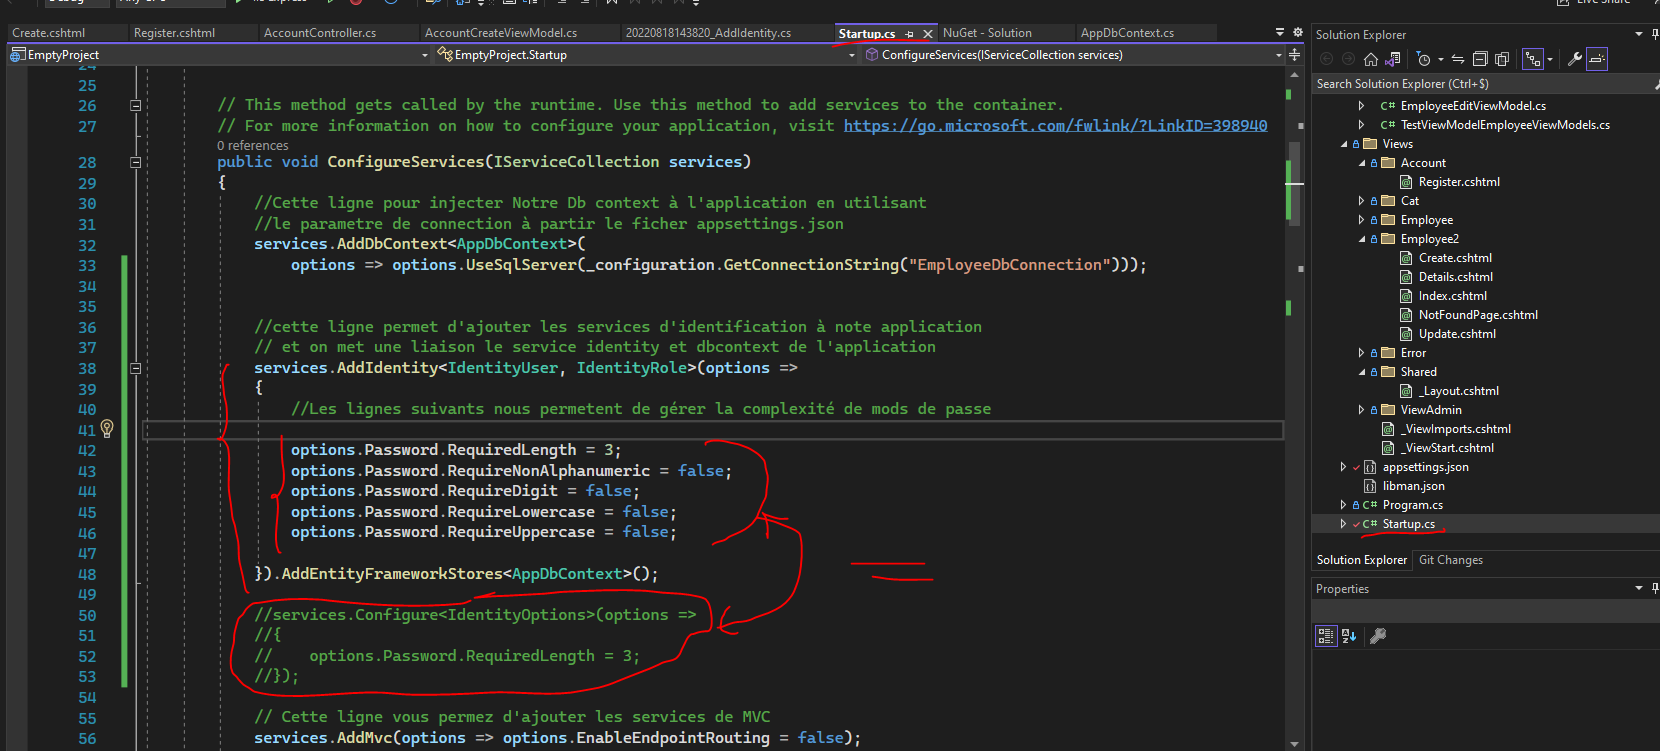 Live Share
Create.cshtml Register.cshtml AccountController.cs AccountCreateViewModel.cs 20220818143820_AddIdentity.cs Startup.cs NuGet - Solution AppDbContext.cs
EmptyProject EmptyProject.Startup ConfigureServices(IServiceCollection services)
25
26 // This method gets called by the runtime. Use this method to add services to the container.
27 // For more information on how to configure your application, visit https://go.microsoft.com/fwlink/?LinkID=398940
0 references
28 public void ConfigureServices(IServiceCollection services)
29 {
30 //Cette ligne pour injecter Notre Db context à l'application en utilisant
31 //le parametre de connection à partir le ficher appsettings.json
32 services.AddDbContext<AppDbContext>(
33 options => options.UseSqlServer(_configuration.GetConnectionString("EmployeeDbConnection")));
34
35
36 //cette ligne permet d'ajouter les services d'identification à note application
37 // et on met une liaison le service identity et dbcontext de l'application
38 services.AddIdentity<IdentityUser, IdentityRole>(options =>
39 {
40 //Les lignes suivants nous permetent de gérer la complexité de mods de passe
41
42 options.Password.RequiredLength = 3;
43 options.Password.RequireNonAlphanumeric = false;
44 options.Password.RequireDigit = false;
45 options.Password.RequireLowercase = false;
46 options.Password.RequireUppercase = false;
47
48 }).AddEntityFrameworkStores<AppDbContext>();
49
50 //services.Configure<IdentityOptions>(options =>
51 //{
52 // options.Password.RequiredLength = 3;
53 //});
54
55 // Cette ligne vous permez d'ajouter les services de MVC
56 services.AddMvc(options => options.EnableEndpointRouting = false);
Solution Explorer
Search Solution Explorer (Ctrl+$)
C# EmployeeEditViewModel.cs
C# TestViewModelEmployeeViewModels.cs
Views
Account
Register.cshtml
Cat
Employee
Employee2
Create.cshtml
Details.cshtml
Index.cshtml
NotFoundPage.cshtml
Update.cshtml
Error
Shared
_Layout.cshtml
ViewAdmin
_ViewImports.cshtml
_ViewStart.cshtml
appsettings.json
libman.json
C# Program.cs
C# Startup.cs
Solution Explorer Git Changes
Properties